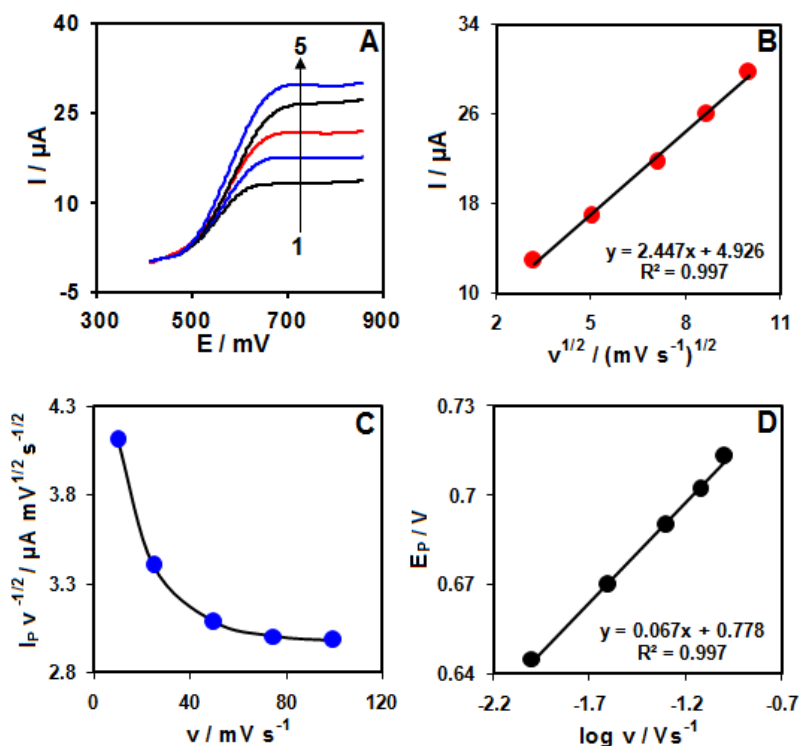 A
40
25
10
-5
I / μA
5
1
300
500
700
900
E / mV
B
34
26
18
10
I / μA
y = 2.447x + 4.926
R² = 0.997
2
5
8
11
ν^1/2 / (mV s⁻¹)^1/2
C
4.3
3.8
3.3
2.8
I_P ν^-1/2 / μA mV^1/2 s^-1/2
0
40
80
120
ν / mV s⁻¹
D
0.73
0.7
0.67
0.64
E_P / V
y = 0.067x + 0.778
R² = 0.997
-2.2
-1.7
-1.2
-0.7
log ν / Vs⁻¹